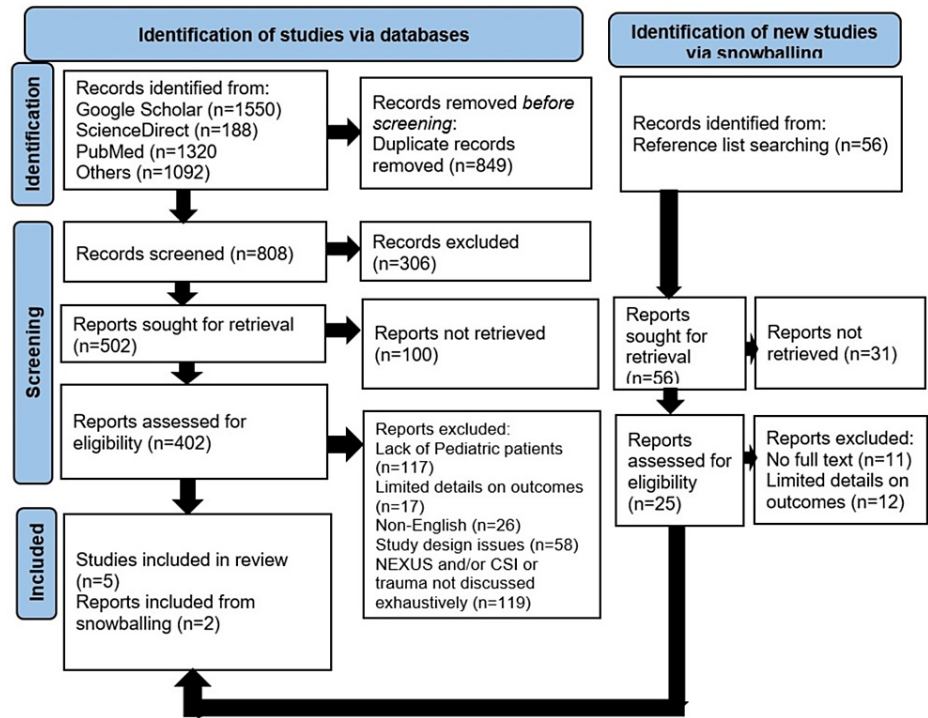 Identification of studies via databases
Identification of new studies
via snowballing
Identification
Records identified from:
Google Scholar (n=1550)
ScienceDirect (n=188)
PubMed (n=1320
Others (n=1092)
Records removed before
screening:
Duplicate records
removed (n=849)
Records identified from:
Reference list searching (n=56)
Screening
Records screened (n=808)
Records excluded
(n=306)
Reports sought for retrieval
(n=502)
Reports not retrieved
(n=100)
Reports
sought for
retrieval
(n=56)
Reports not
retrieved (n=31)
Reports assessed for
eligibility (n=402)
Reports excluded:
Lack of Pediatric patients
(n=117)
Limited details on outcomes
(n=17)
Non-English (n=26)
Study design issues (n=58)
NEXUS and/or CSI or
trauma not discussed
exhaustively (n=119)
Reports
assessed for
eligibility
(n=25)
Reports excluded:
No full text (n=11)
Limited details on
outcomes (n=12)
Included
Studies included in review
(n=5)
Reports included from
snowballing (n=2)